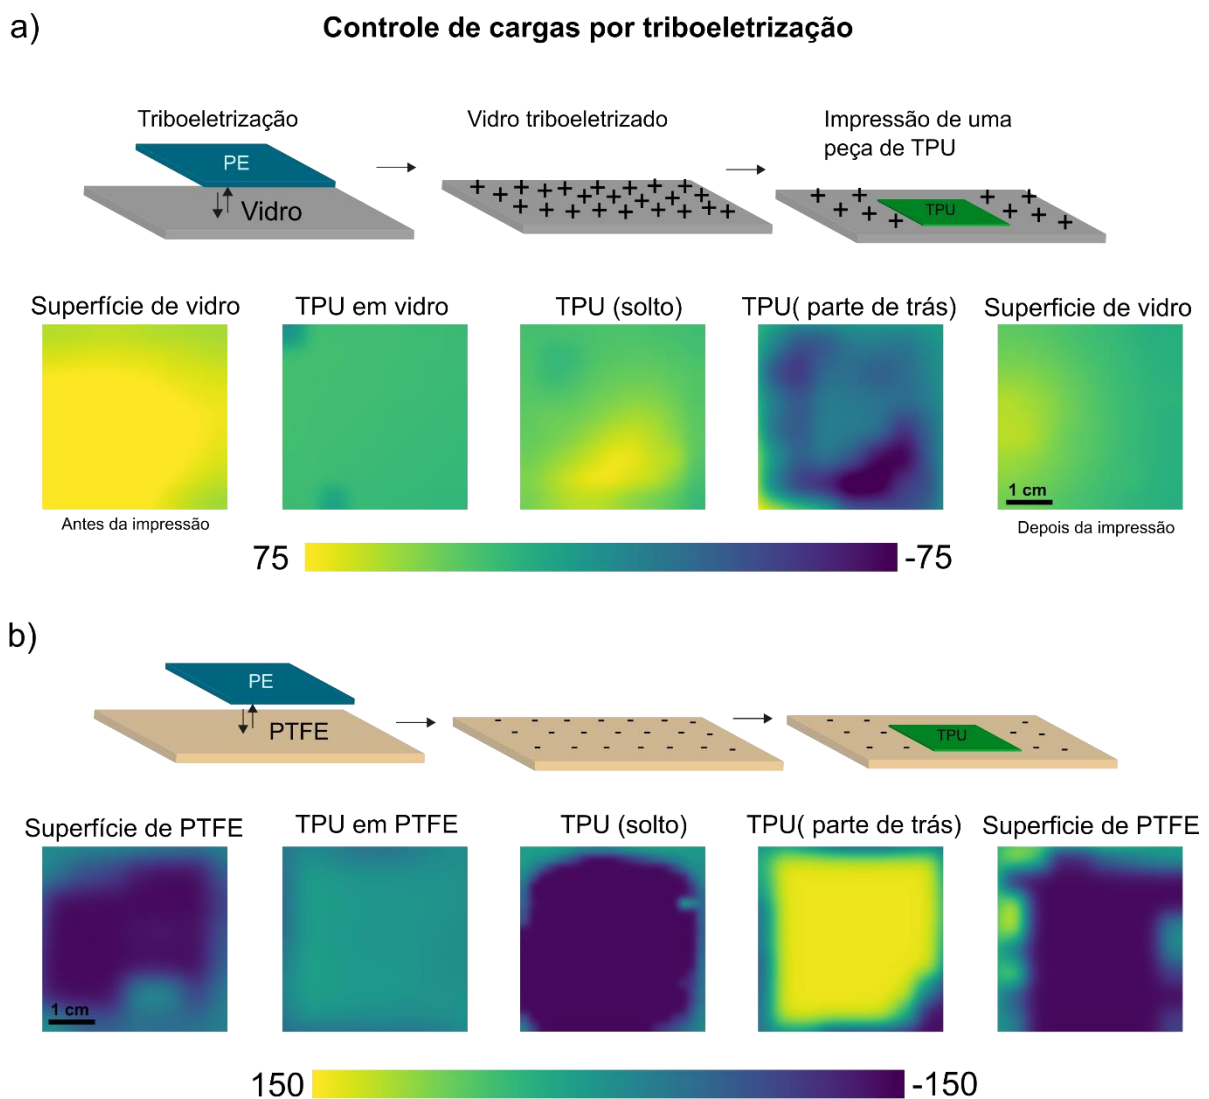 a)
Controle de cargas por triboeletrização
Triboeletrização
Vidro triboeletrizado
Impressão de uma
peça de TPU
PE
Vidro
TPU
Superfície de vidro
TPU em vidro
TPU (solto)
TPU( parte de trás)
Superficie de vidro
1 cm
Antes da impressão
Depois da impressão
75
-75
b)
PE
PTFE
TPU
Superfície de PTFE
TPU em PTFE
TPU (solto)
TPU( parte de trás)
Superficie de PTFE
1 cm
150
-150